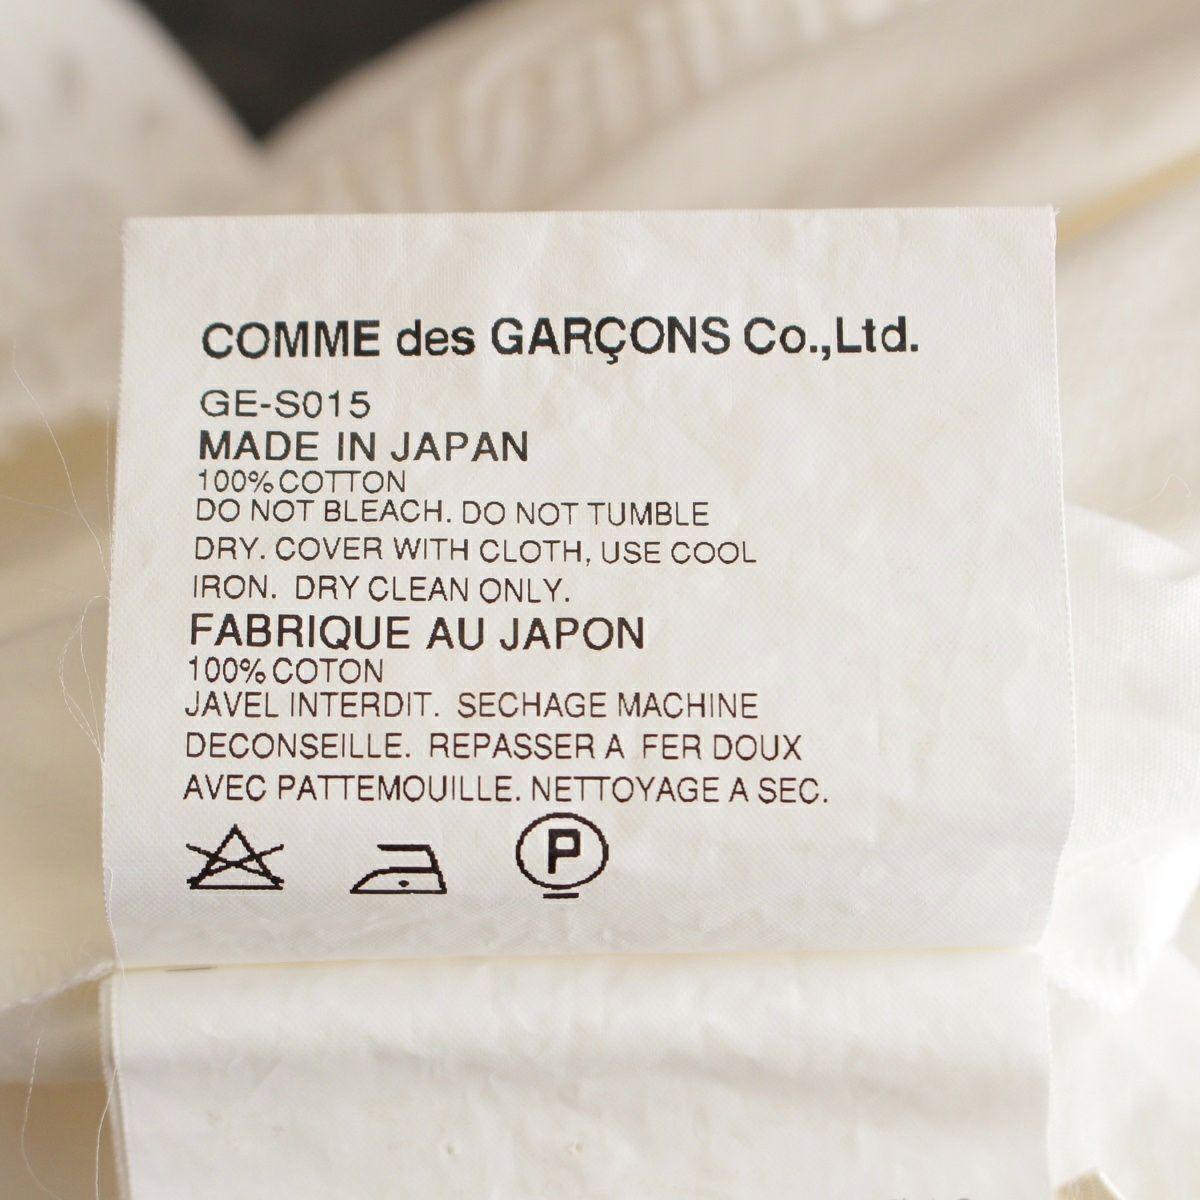 COMME des GARÇONS Co.,Ltd.
GE-S015
MADE IN JAPAN
100% COTTON
DO NOT BLEACH. DO NOT TUMBLE
DRY. COVER WITH CLOTH, USE COOL
IRON. DRY CLEAN ONLY.
FABRIQUE AU JAPON
100% COTON
JAVEL INTERDIT. SECHAGE MACHINE
DECONSEILLE. REPASSER A FER DOUX
AVEC PATTEMOUILLE. NETTOYAGE A SEC.
P